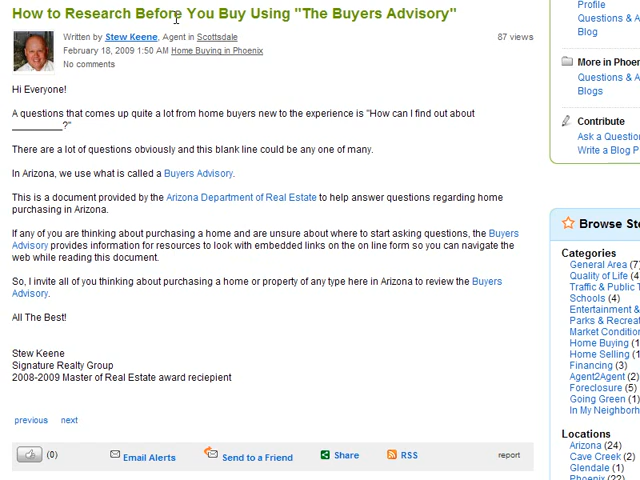 How to Research Before You Buy Using "The Buyers Advisory"
Written by Stew Keene, Agent in Scottsdale
87 views
February 18, 2009 1:50 AM Home Buying in Phoenix
No comments
Hi Everyone!
A questions that comes up quite a lot from home buyers new to the experience is "How can I find out about
__________?"
There are a lot of questions obviously and this blank line could be any one of many.
In Arizona, we use what is called a Buyers Advisory.
This is a document provided by the Arizona Department of Real Estate to help answer questions regarding home
purchasing in Arizona.
If any of you are thinking about purchasing a home and are unsure about where to start asking questions, the Buyers
Advisory provides information for resources to look with embedded links on the on line form so you can navigate the
web while reading this document.
So, I invite all of you thinking about purchasing a home or property of any type here in Arizona to review the Buyers
Advisory.
All The Best!
Stew Keene
Signature Realty Group
2008-2009 Master of Real Estate award reciepient
previous next
(0) Email Alerts Send to a Friend Share RSS report
Profile
Questions & A
Blog
More in Phoen
Questions & A
Blogs
Contribute
Ask a Question
Write a Blog P
Browse Sto
Categories
General Area (7
Quality of Life (4
Traffic & Public T
Schools (4)
Entertainment &
Parks & Recreat
Market Condition
Home Buying (1
Home Selling (1
Financing (3)
Agent2Agent (2)
Foreclosure (5)
Going Green (1)
In My Neighborh
Locations
Arizona (24)
Cave Creek (2)
Glendale (1)
Phoenix (22)